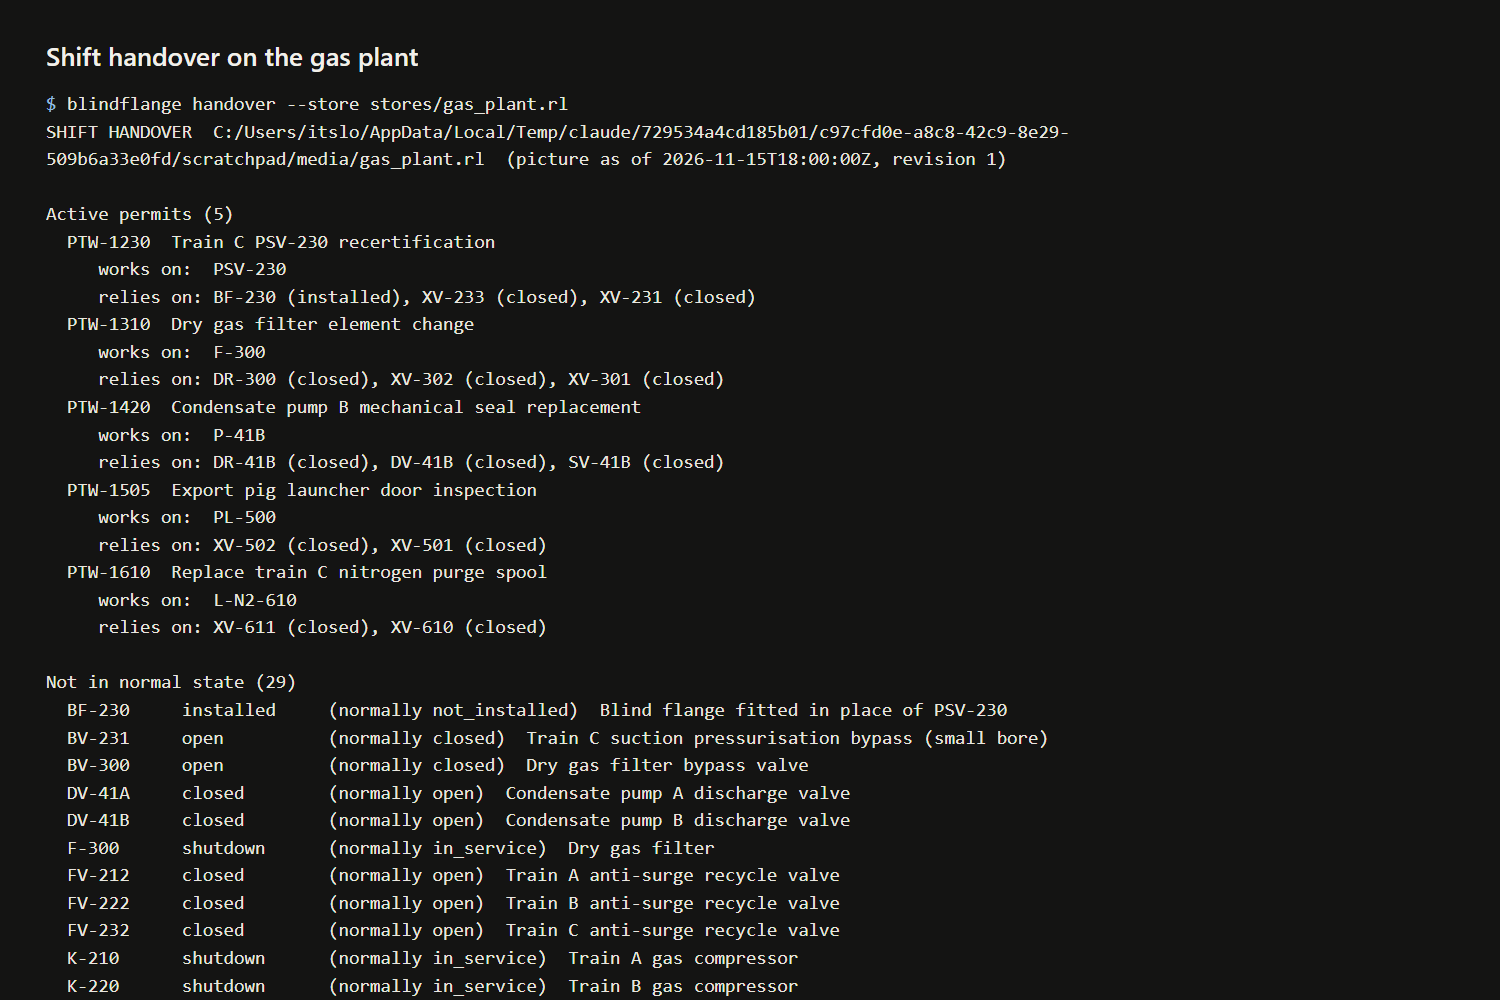 Shift handover on the gas plant
$ blindflange handover --store stores/gas_plant.rl
SHIFT HANDOVER  C:/Users/itslo/AppData/Local/Temp/claude/729534a4cd185b01/c97cfd0e-a8c8-42c9-8e29-
509b6a33e0fd/scratchpad/media/gas_plant.rl  (picture as of 2026-11-15T18:00:00Z, revision 1)
Active permits (5)
PTW-1230  Train C PSV-230 recertification
works on:  PSV-230
relies on: BF-230 (installed), XV-233 (closed), XV-231 (closed)
PTW-1310  Dry gas filter element change
works on:  F-300
relies on: DR-300 (closed), XV-302 (closed), XV-301 (closed)
PTW-1420  Condensate pump B mechanical seal replacement
works on:  P-41B
relies on: DR-41B (closed), DV-41B (closed), SV-41B (closed)
PTW-1505  Export pig launcher door inspection
works on:  PL-500
relies on: XV-502 (closed), XV-501 (closed)
PTW-1610  Replace train C nitrogen purge spool
works on:  L-N2-610
relies on: XV-611 (closed), XV-610 (closed)
Not in normal state (29)
BF-230     installed     (normally not_installed)  Blind flange fitted in place of PSV-230
BV-231     open          (normally closed)  Train C suction pressurisation bypass (small bore)
BV-300     open          (normally closed)  Dry gas filter bypass valve
DV-41A     closed        (normally open)  Condensate pump A discharge valve
DV-41B     closed        (normally open)  Condensate pump B discharge valve
F-300      shutdown      (normally in_service)  Dry gas filter
FV-212     closed        (normally open)  Train A anti-surge recycle valve
FV-222     closed        (normally open)  Train B anti-surge recycle valve
FV-232     closed        (normally open)  Train C anti-surge recycle valve
K-210      shutdown      (normally in_service)  Train A gas compressor
K-220      shutdown      (normally in_service)  Train B gas compressor